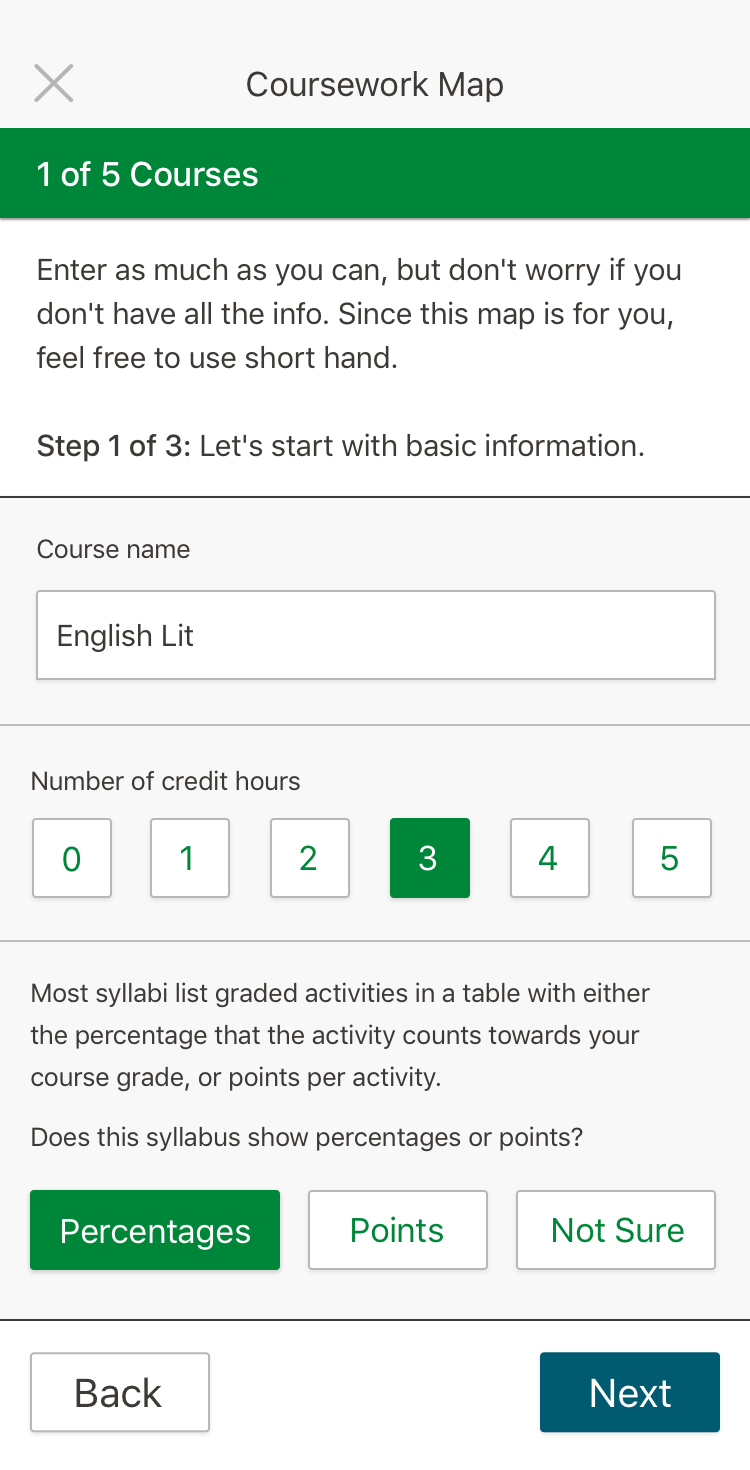 Coursework Map
1 of 5 Courses
Enter as much as you can, but don't worry if you
don't have all the info. Since this map is for you,
feel free to use short hand.
Step 1 of 3: Let's start with basic information.
Course name
English Lit
Number of credit hours
0 1 2 3 4 5
Most syllabi list graded activities in a table with either
the percentage that the activity counts towards your
course grade, or points per activity.
Does this syllabus show percentages or points?
Percentages Points Not Sure
Back Next